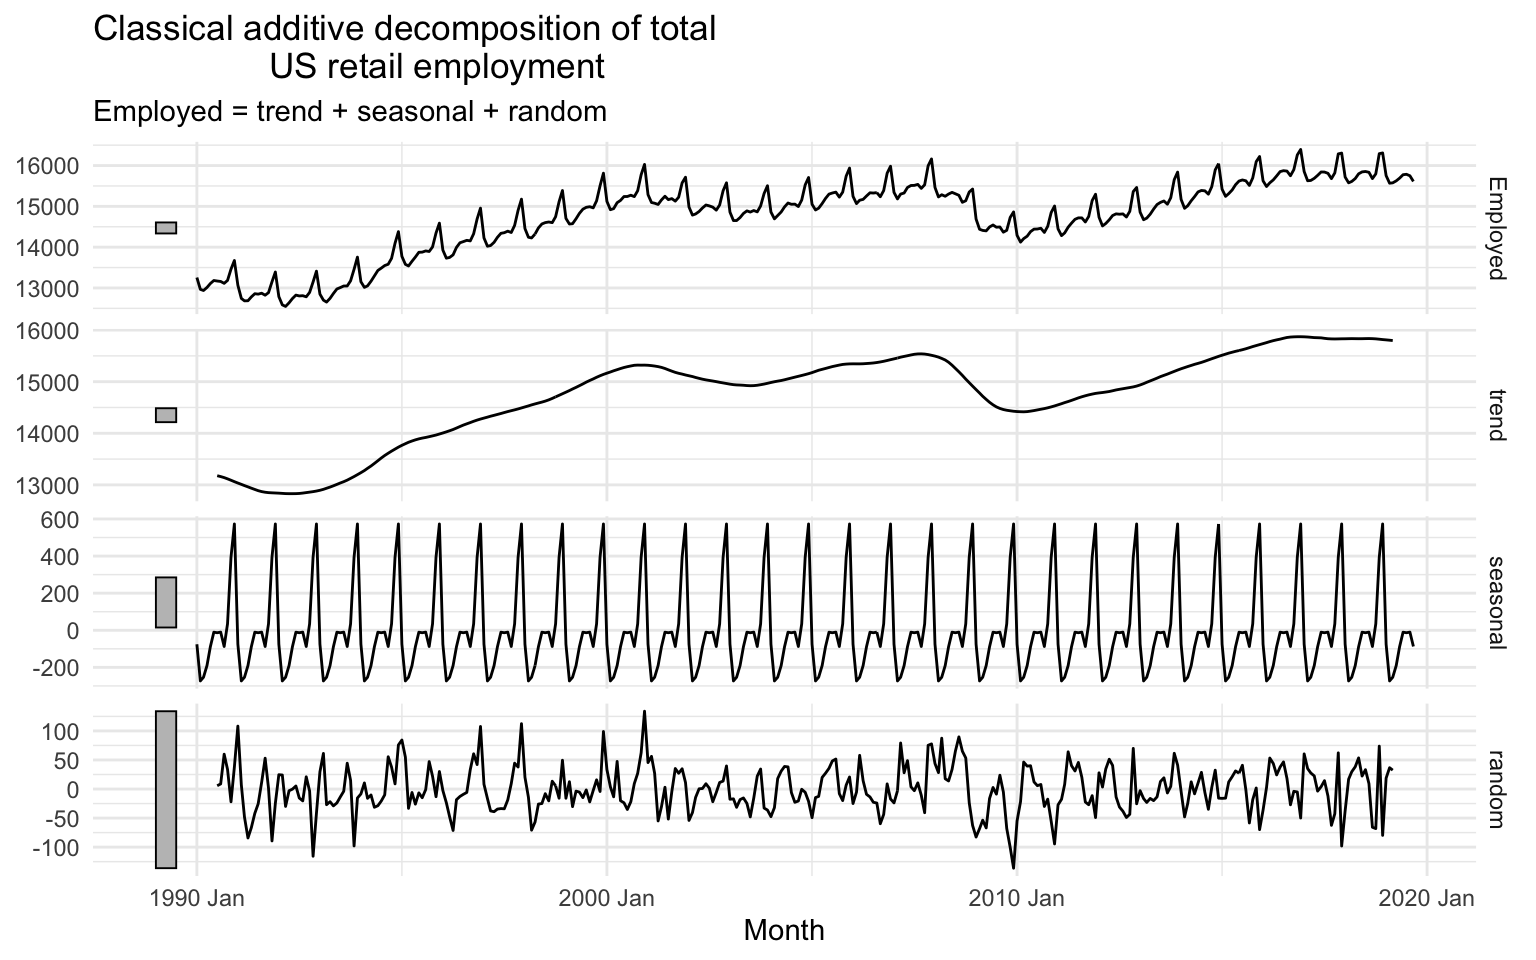 Classical additive decomposition of total
US retail employment
Employed = trend + seasonal + random
16000
15000
14000
13000
Employed
16000
15000
14000
13000
trend
600
400
200
0
-200
seasonal
100
50
0
-50
-100
random
1990 Jan
2000 Jan
2010 Jan
2020 Jan
Month